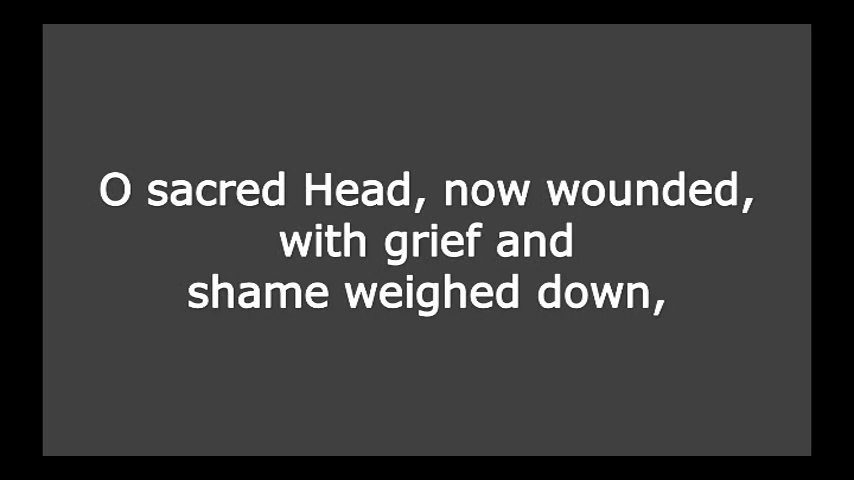 O sacred Head, now wounded,
with grief and
shame weighed down,